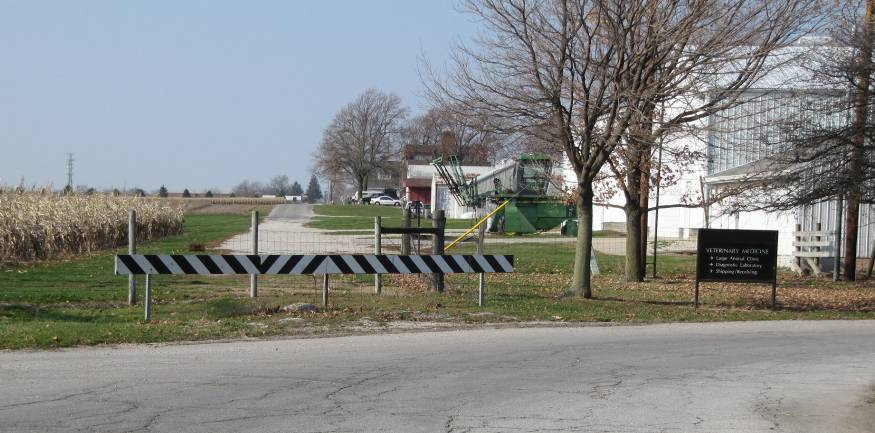 VETERINARY MEDICINE
Large Animal Clinic
Diagnostic Laboratory
Shipping/Receiving